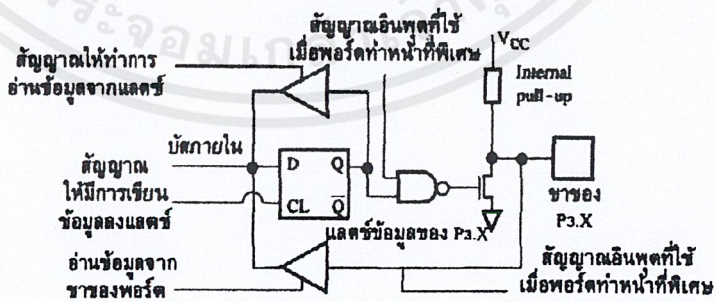 สัญญาณอินพุตที่ใช้
เมื่อพอร์ตทำหน้าที่พิเศษ
สัญญาณให้ทำการ
อ่านข้อมูลจากแลตช์
VCC
Internal
pull-up
บัสภายใน
สัญญาณ
ให้มีการเขียน
ข้อมูลลงแลตช์
D Q
CL Q̅
ขาของ
P3.X
แลตช์ข้อมูลของ P3.X
อ่านข้อมูลจาก
ขาของพอร์ต
สัญญาณอินพุตที่ใช้
เมื่อพอร์ตทำหน้าที่พิเศษ